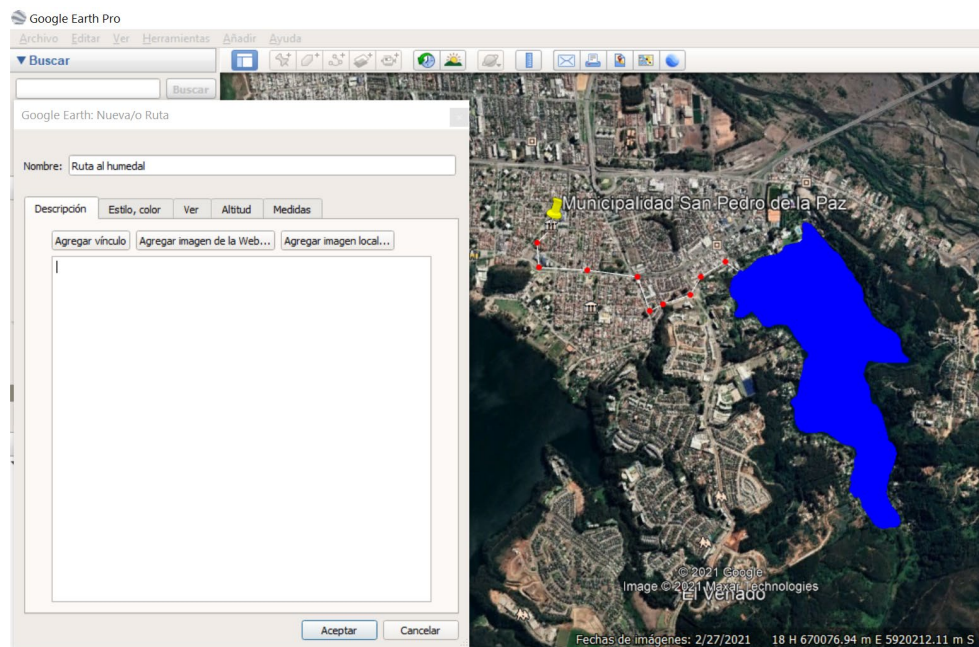 Google Earth Pro
Archivo Editar Ver Herramientas Añadir Ayuda
▼ Buscar
Buscar
Google Earth: Nueva/o Ruta
Nombre: Ruta al humedal
Descripción Estilo, color Ver Altitud Medidas
Agregar vínculo Agregar imagen de la Web... Agregar imagen local...
Aceptar Cancelar
Municipalidad San Pedro de la Paz
© 2021 Google
Image © 2021 Maxar Technologies
El Venado
Fechas de imágenes: 2/27/2021 18 H 670076.94 m E 5920212.11 m S